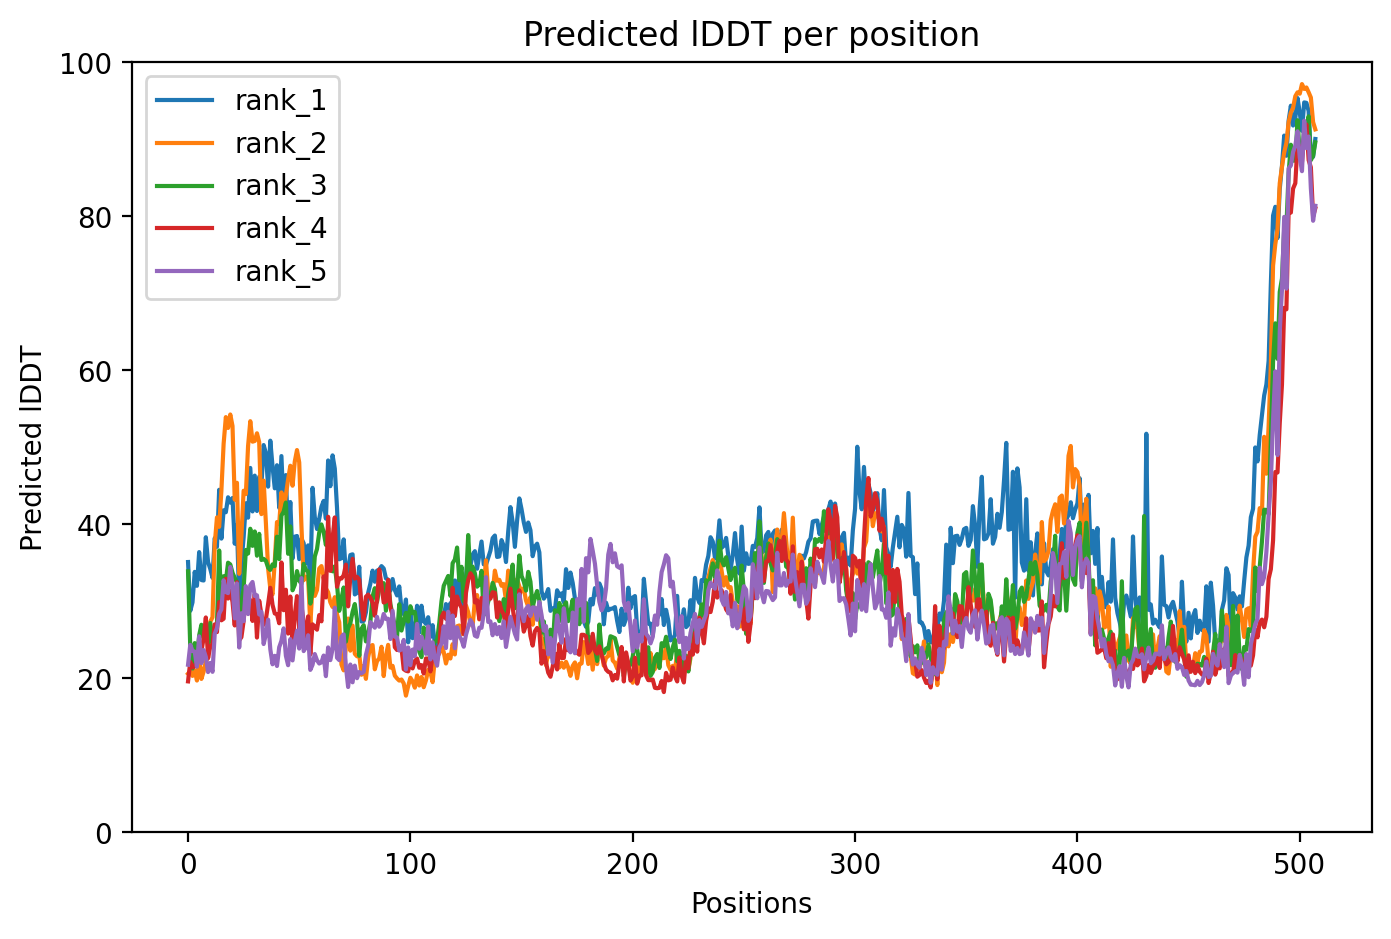 Predicted lDDT per position
100
80
60
40
20
0
Predicted lDDT
rank_1
rank_2
rank_3
rank_4
rank_5
0 100 200 300 400 500
Positions